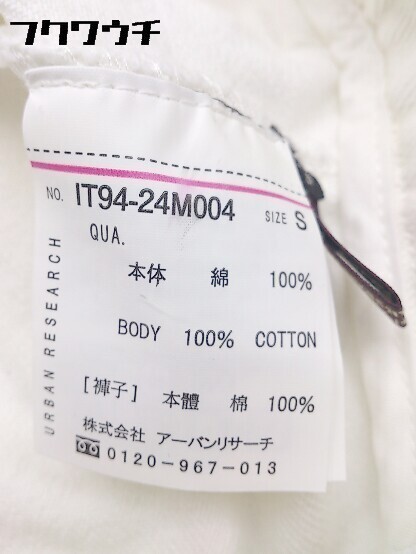 フクワウチ
NO. IT94-24M004 SIZE S
QUA.
本体 綿 100%
BODY 100% COTTON
[褲子] 本體 棉 100%
株式会社 アーバンリサーチ
0120-967-013
URBAN RESEARCH